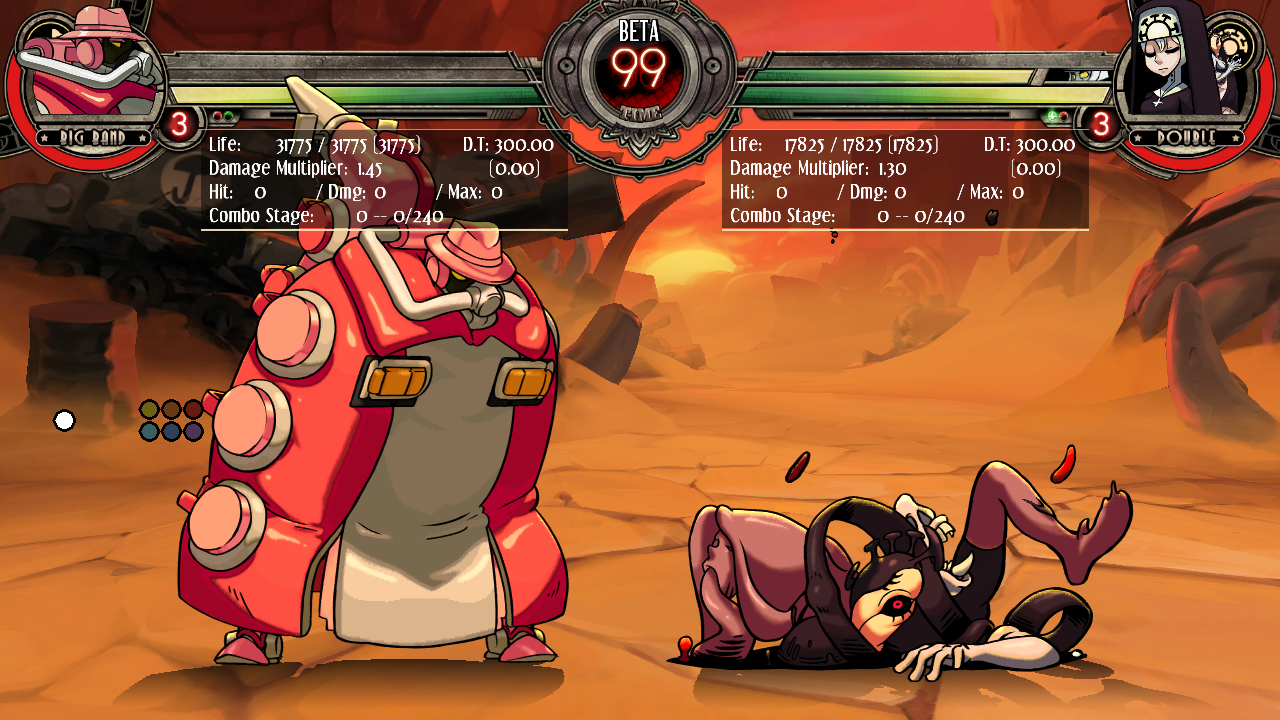 BETA
99
TIME
BIG BAND
3
3
DOUBLE
Life: 31775 / 31775 [31775] D.T: 300.00
Damage Multiplier: 1.45 [0.00]
Hit: 0 / Dmg: 0 / Max: 0
Combo Stage: 0 -- 0/240
Life: 17825 / 17825 [17825] D.T: 300.00
Damage Multiplier: 1.30 [0.00]
Hit: 0 / Dmg: 0 / Max: 0
Combo Stage: 0 -- 0/240